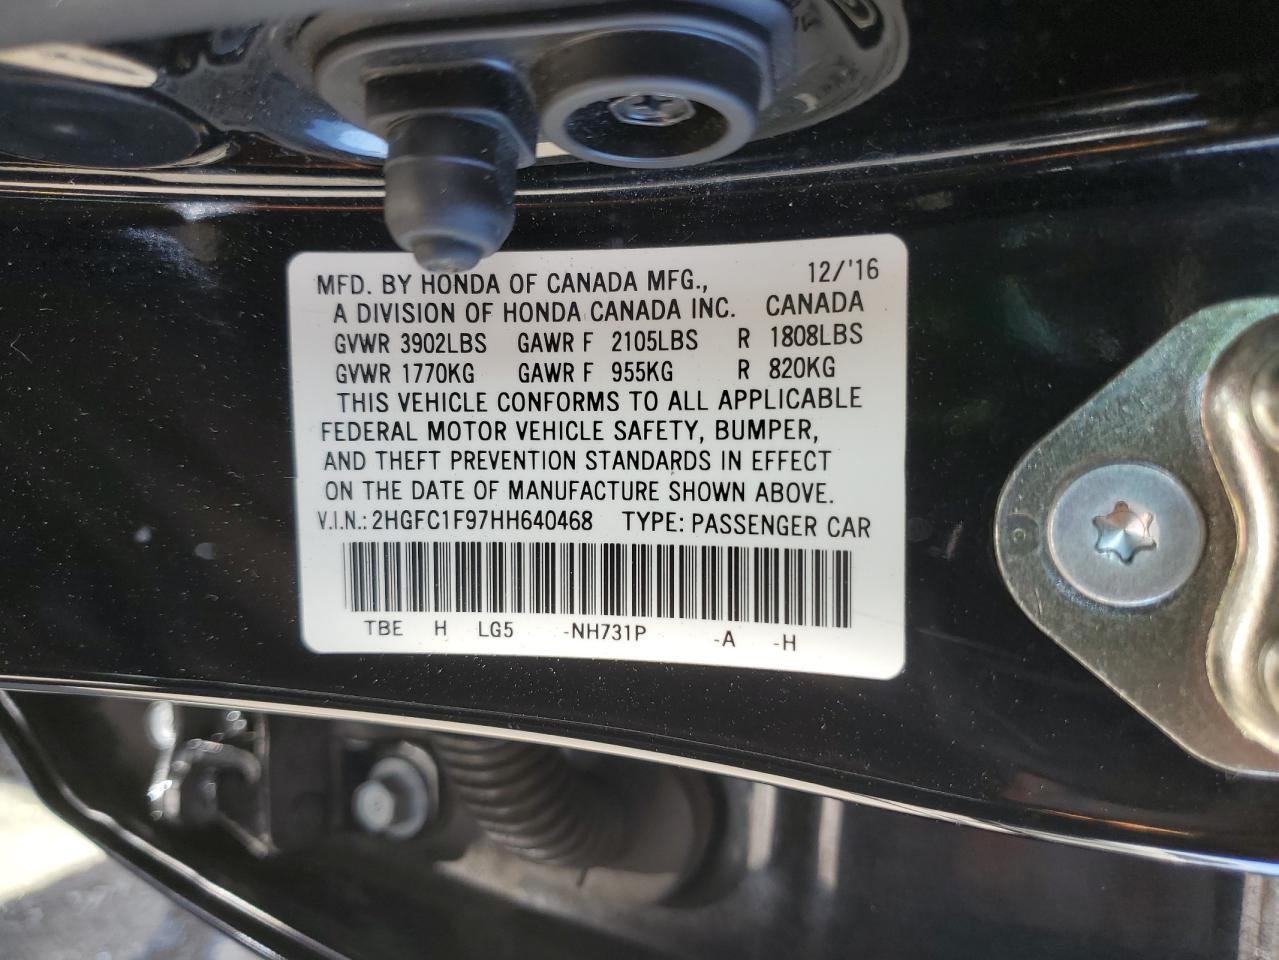 MFD. BY HONDA OF CANADA MFG., 12/'16
A DIVISION OF HONDA CANADA INC. CANADA
GVWR 3902LBS GAWR F 2105LBS R 1808LBS
GVWR 1770KG GAWR F 955KG R 820KG
THIS VEHICLE CONFORMS TO ALL APPLICABLE
FEDERAL MOTOR VEHICLE SAFETY, BUMPER,
AND THEFT PREVENTION STANDARDS IN EFFECT
ON THE DATE OF MANUFACTURE SHOWN ABOVE.
V.I.N.: 2HGFC1F97HH640468 TYPE: PASSENGER CAR
TBE H LG5 -NH731P -A -H